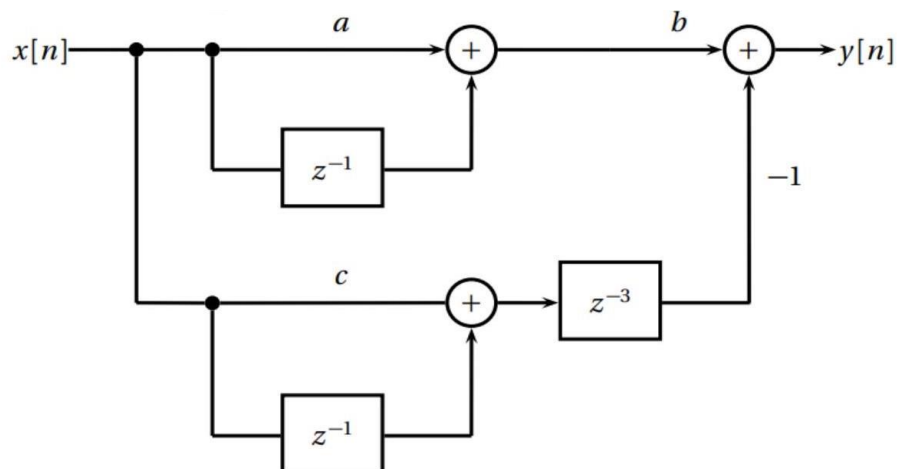 a
b
x[n]
+
+
y[n]
z⁻¹
−1
c
+
z⁻³
z⁻¹